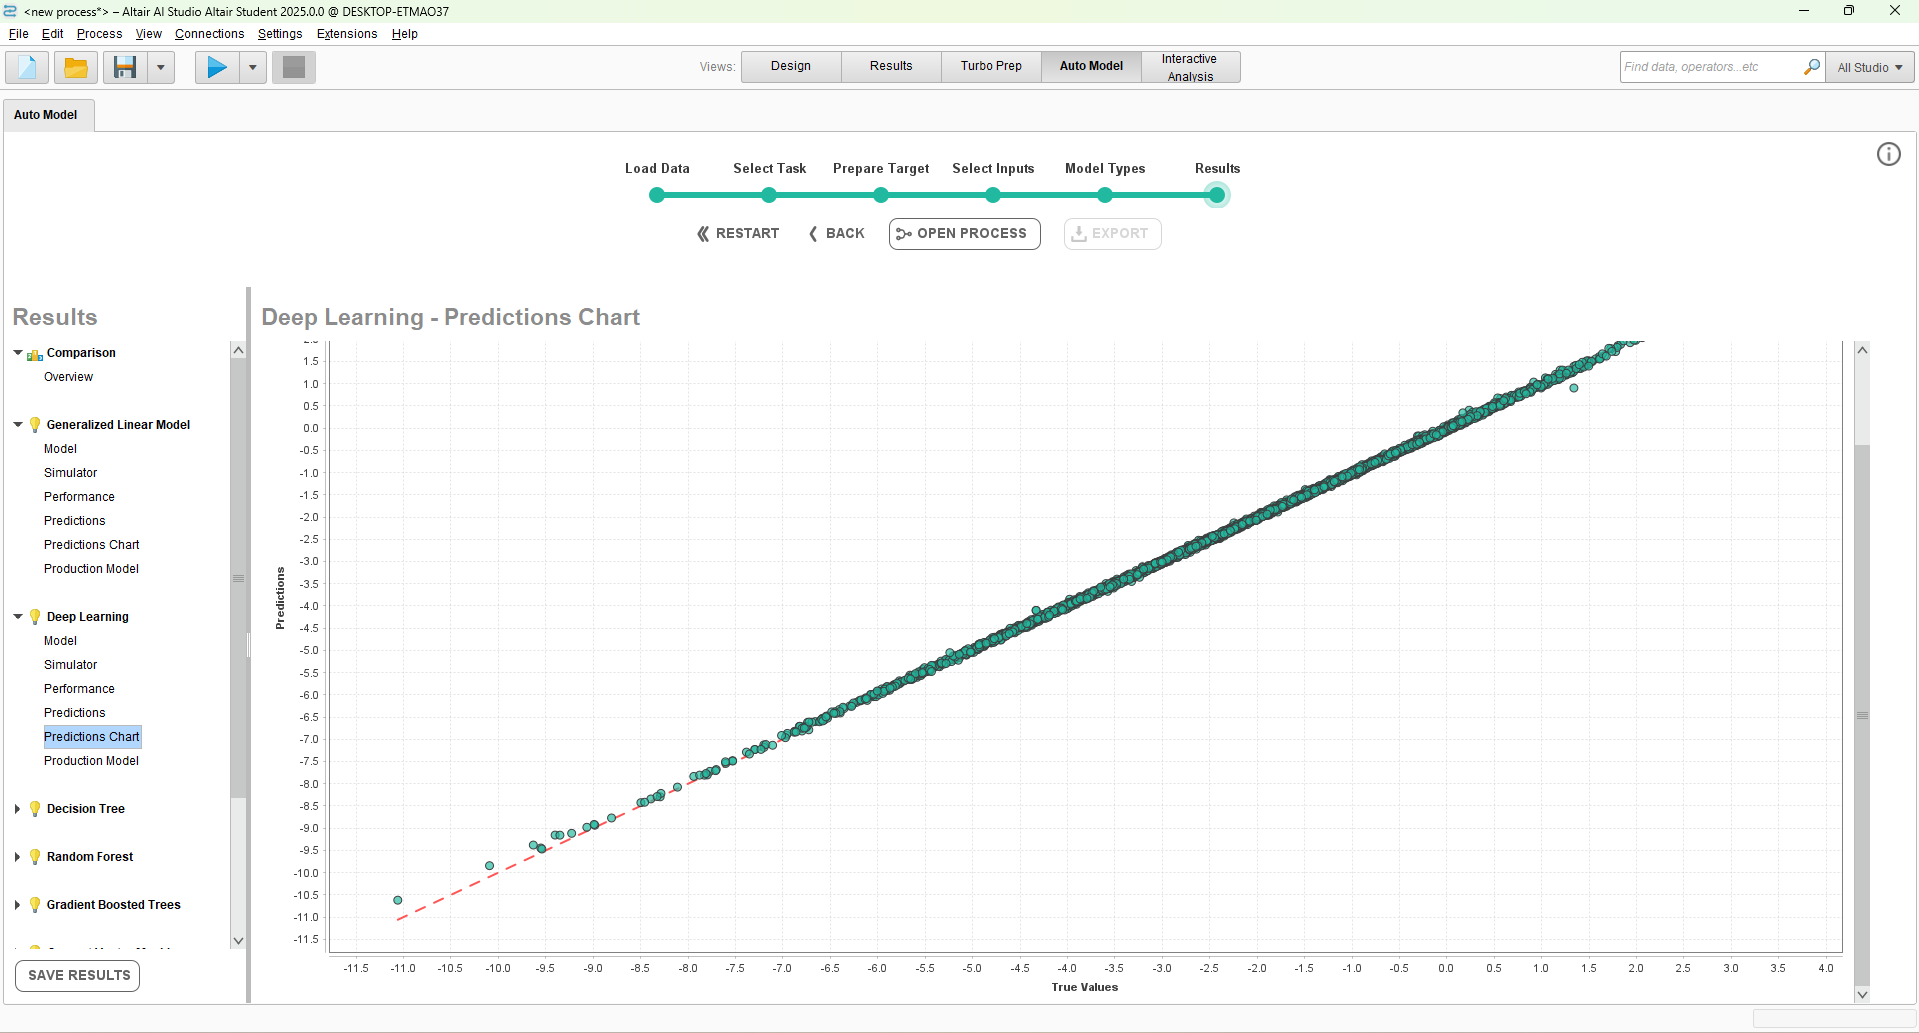 <new process*> – Altair AI Studio Altair Student 2025.0.0 @ DESKTOP-ETMAO37
File Edit Process View Connections Settings Extensions Help
Views: Design Results Turbo Prep Auto Model Interactive Analysis
Find data, operators...etc
All Studio
Auto Model
Load Data Select Task Prepare Target Select Inputs Model Types Results
RESTART BACK OPEN PROCESS EXPORT
Results
Comparison
Overview
Generalized Linear Model
Model
Simulator
Performance
Predictions
Predictions Chart
Production Model
Deep Learning
Model
Simulator
Performance
Predictions
Predictions Chart
Production Model
Decision Tree
Random Forest
Gradient Boosted Trees
SAVE RESULTS
Deep Learning - Predictions Chart
1.5
1.0
0.5
0.0
-0.5
-1.0
-1.5
-2.0
-2.5
-3.0
-3.5
-4.0
-4.5
-5.0
-5.5
-6.0
-6.5
-7.0
-7.5
-8.0
-8.5
-9.0
-9.5
-10.0
-10.5
-11.0
-11.5
Predictions
-11.5 -11.0 -10.5 -10.0 -9.5 -9.0 -8.5 -8.0 -7.5 -7.0 -6.5 -6.0 -5.5 -5.0 -4.5 -4.0 -3.5 -3.0 -2.5 -2.0 -1.5 -1.0 -0.5 0.0 0.5 1.0 1.5 2.0 2.5 3.0 3.5 4.0
True Values